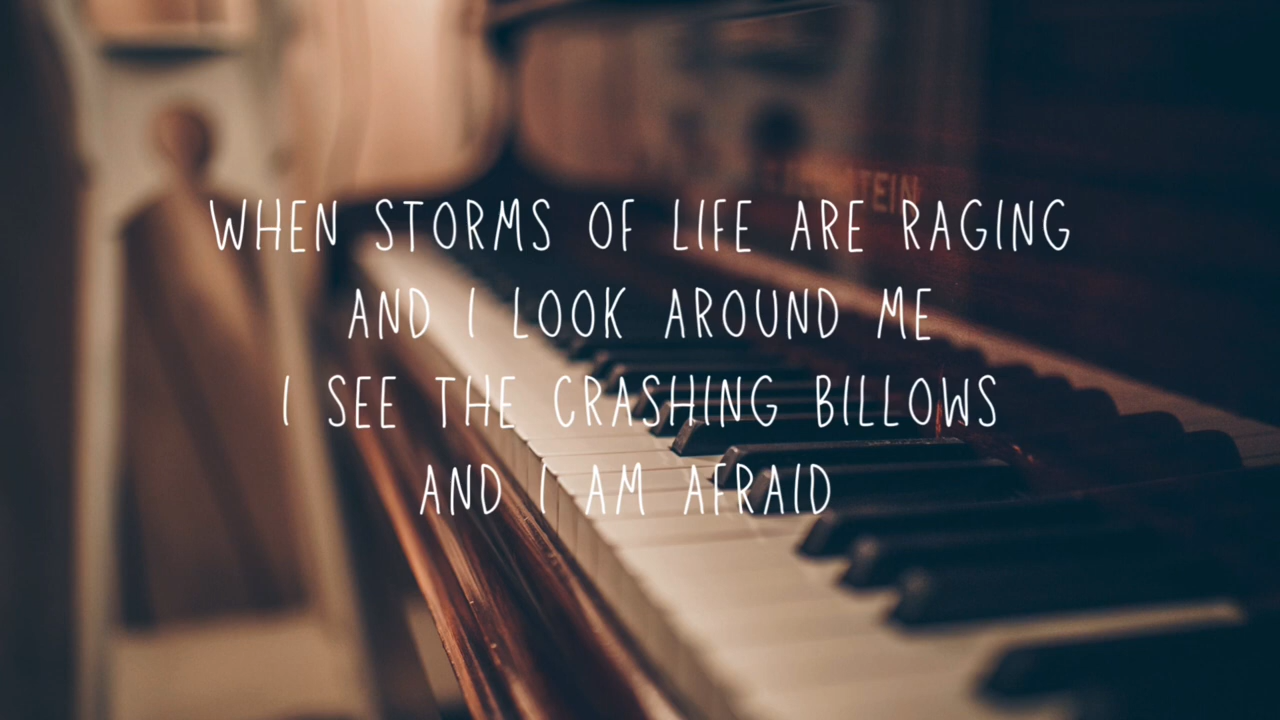 WHEN STORMS OF LIFE ARE RAGING
AND I LOOK AROUND ME
I SEE THE CRASHING BILLOWS
AND I AM AFRAID